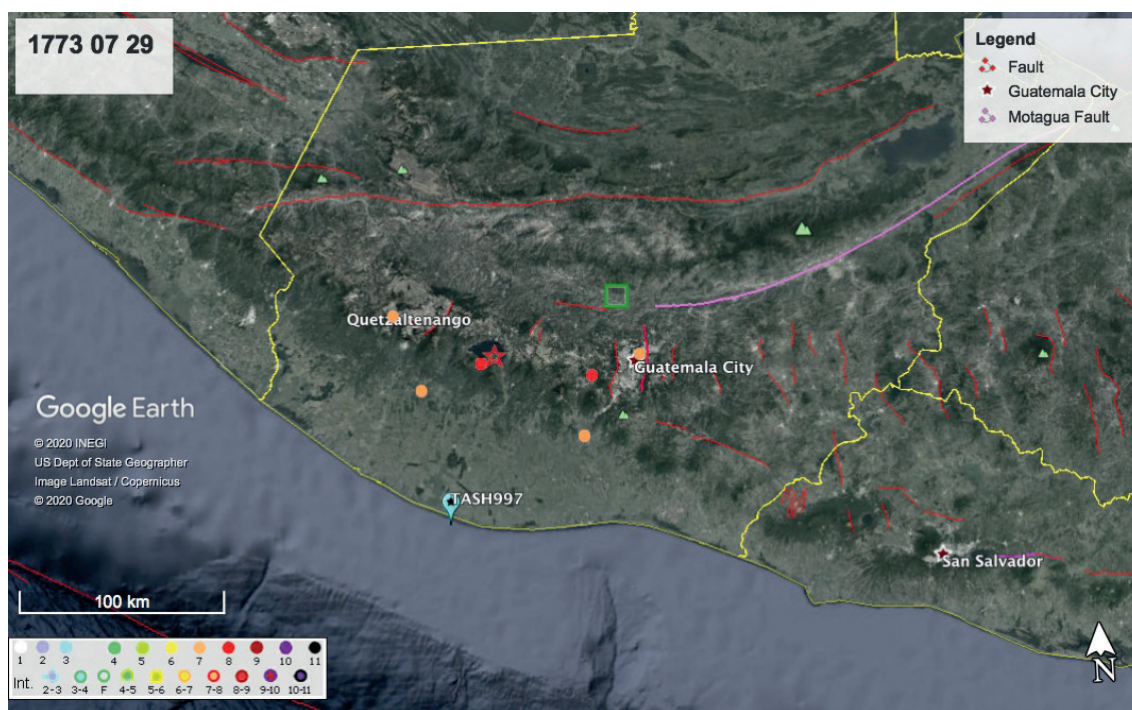 1773 07 29
Legend
Fault
Guatemala City
Motagua Fault
Quetzaltenango
Guatemala City
Google Earth
© 2020 INEGI
US Dept of State Geographer
Image Landsat / Copernicus
© 2020 Google
TASH997
San Salvador
100 km
N
1 2 3 4 5 6 7 8 9 10 11
Int. 2-3 3-4 F 4-5 5-6 6-7 7-8 8-9 9-10 10-11